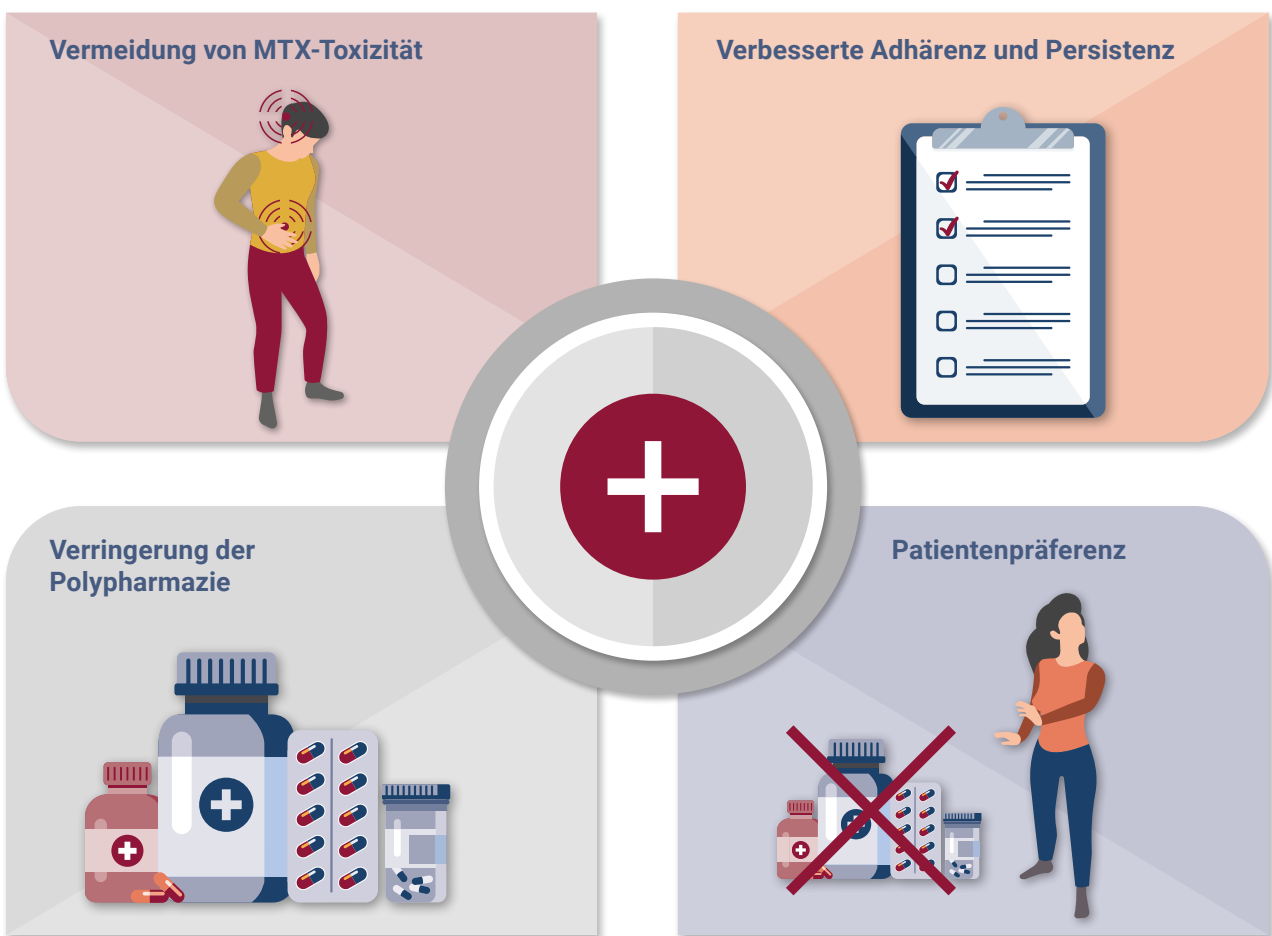 Vermeidung von MTX-Toxizität
Verbesserte Adhärenz und Persistenz
Verringerung der
Polypharmazie
Patientenpräferenz